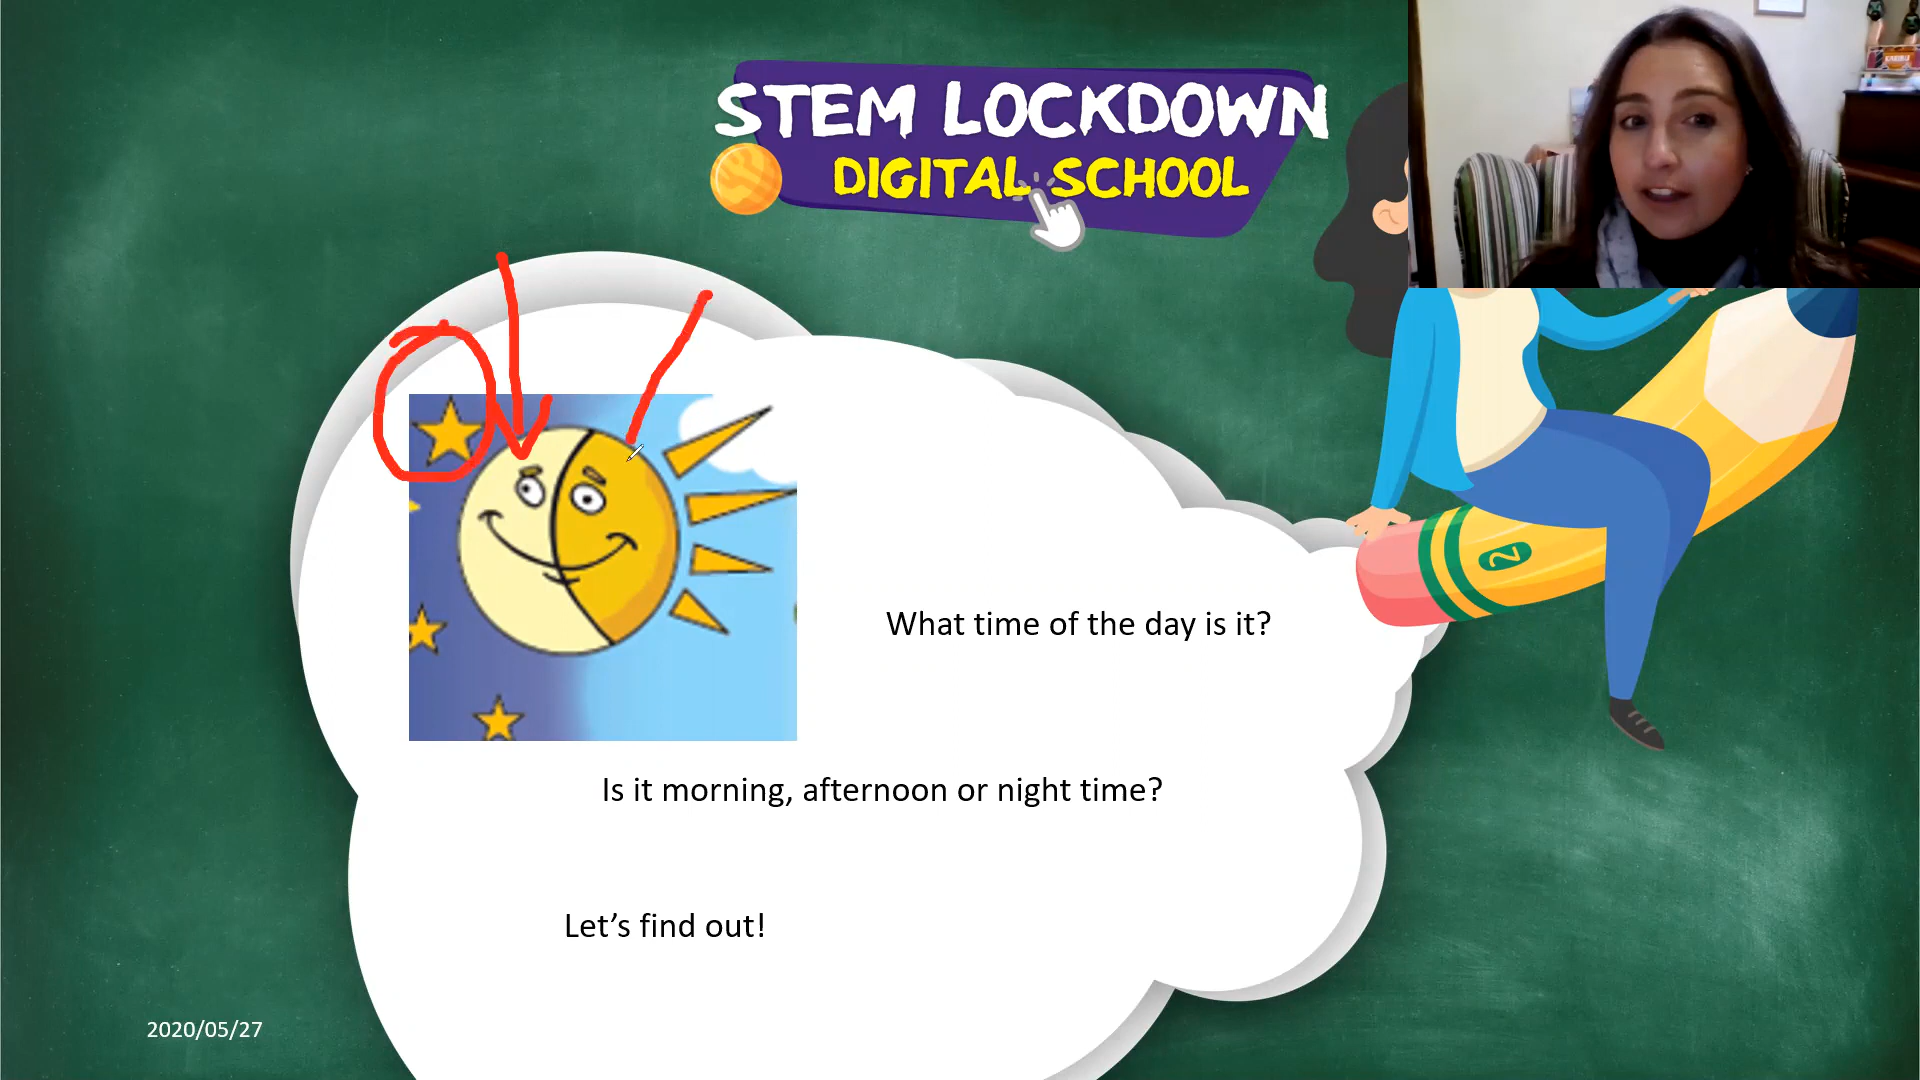 STEM LOCKDOWN
DIGITAL SCHOOL
2
What time of the day is it?
Is it morning, afternoon or night time?
Let’s find out!
2020/05/27